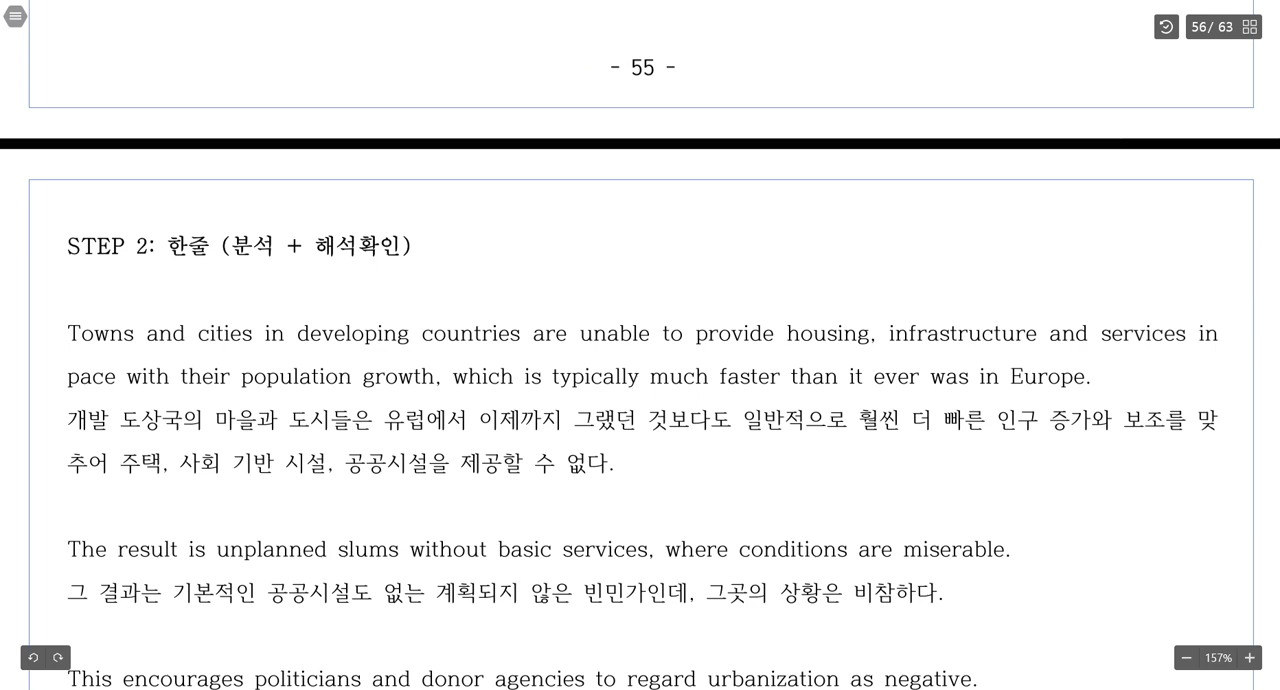 56/ 63
- 55 -
STEP 2: 한줄 (분석 + 해석확인)
Towns and cities in developing countries are unable to provide housing, infrastructure and services in
pace with their population growth, which is typically much faster than it ever was in Europe.
개발 도상국의 마을과 도시들은 유럽에서 이제까지 그랬던 것보다도 일반적으로 훨씬 더 빠른 인구 증가와 보조를 맞
추어 주택, 사회 기반 시설, 공공시설을 제공할 수 없다.
The result is unplanned slums without basic services, where conditions are miserable.
그 결과는 기본적인 공공시설도 없는 계획되지 않은 빈민가인데, 그곳의 상황은 비참하다.
This encourages politicians and donor agencies to regard urbanization as negative.
157%